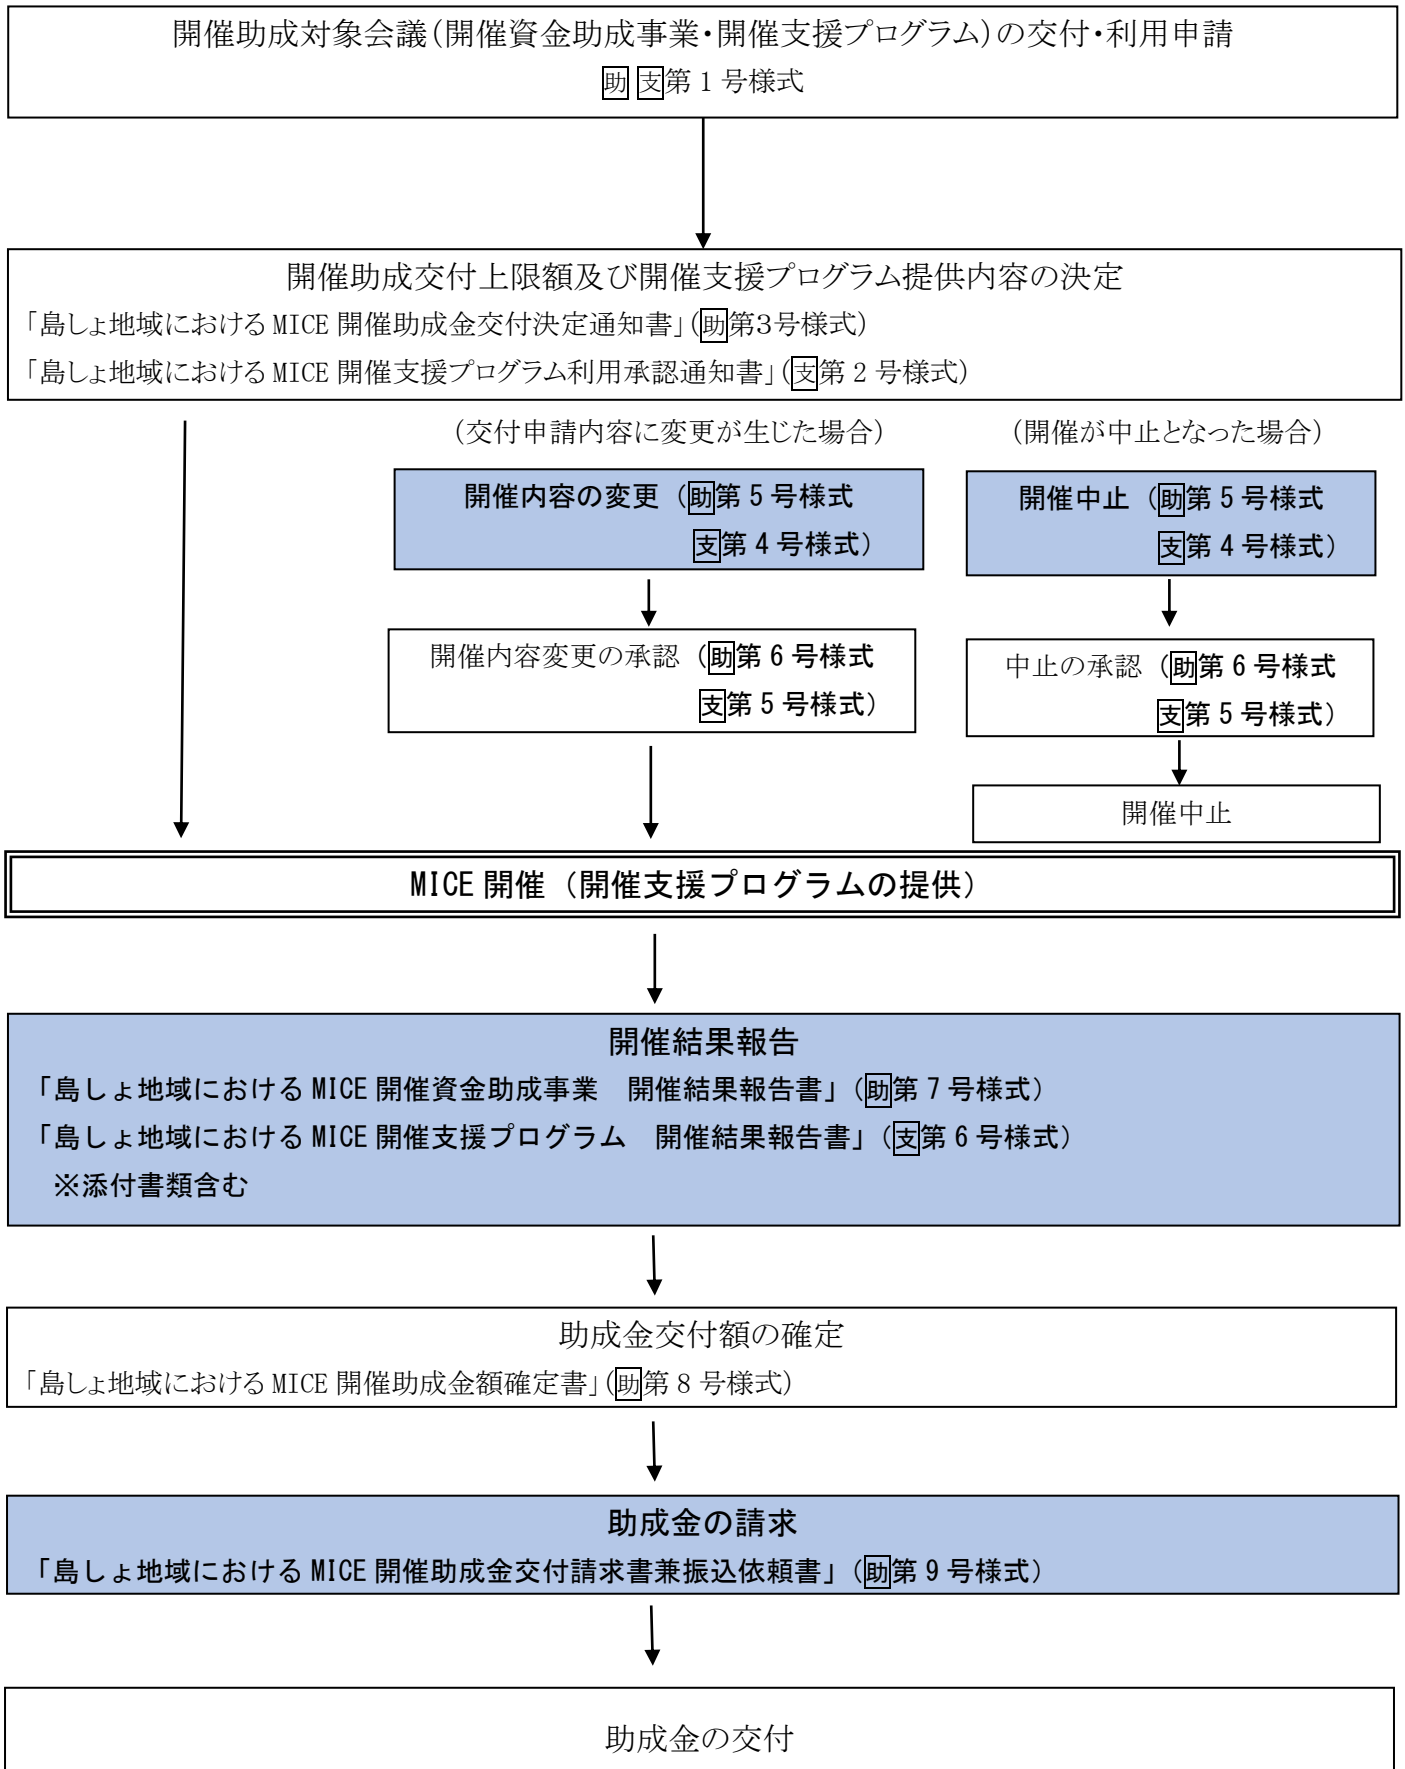 開催助成対象会議(開催資金助成事業・開催支援プログラム)の交付・利用申請
助 支第 1 号様式
開催助成交付上限額及び開催支援プログラム提供内容の決定
「島しょ地域における MICE 開催助成金交付決定通知書」(助第3号様式)
「島しょ地域における MICE 開催支援プログラム利用承認通知書」(支第 2 号様式)
(交付申請内容に変更が生じた場合)
(開催が中止となった場合)
開催内容の変更（助第 5 号様式
支第 4 号様式）
開催中止（助第 5 号様式
支第 4 号様式）
開催内容変更の承認（助第 6 号様式
支第 5 号様式）
中止の承認（助第 6 号様式
支第 5 号様式）
開催中止
MICE 開催（開催支援プログラムの提供）
開催結果報告
「島しょ地域における MICE 開催資金助成事業　開催結果報告書」（助第 7 号様式）
「島しょ地域における MICE 開催支援プログラム　開催結果報告書」（支第 6 号様式）
※添付書類含む
助成金交付額の確定
「島しょ地域における MICE 開催助成金額確定書」(助第 8 号様式)
助成金の請求
「島しょ地域における MICE 開催助成金交付請求書兼振込依頼書」（助第 9 号様式）
助成金の交付